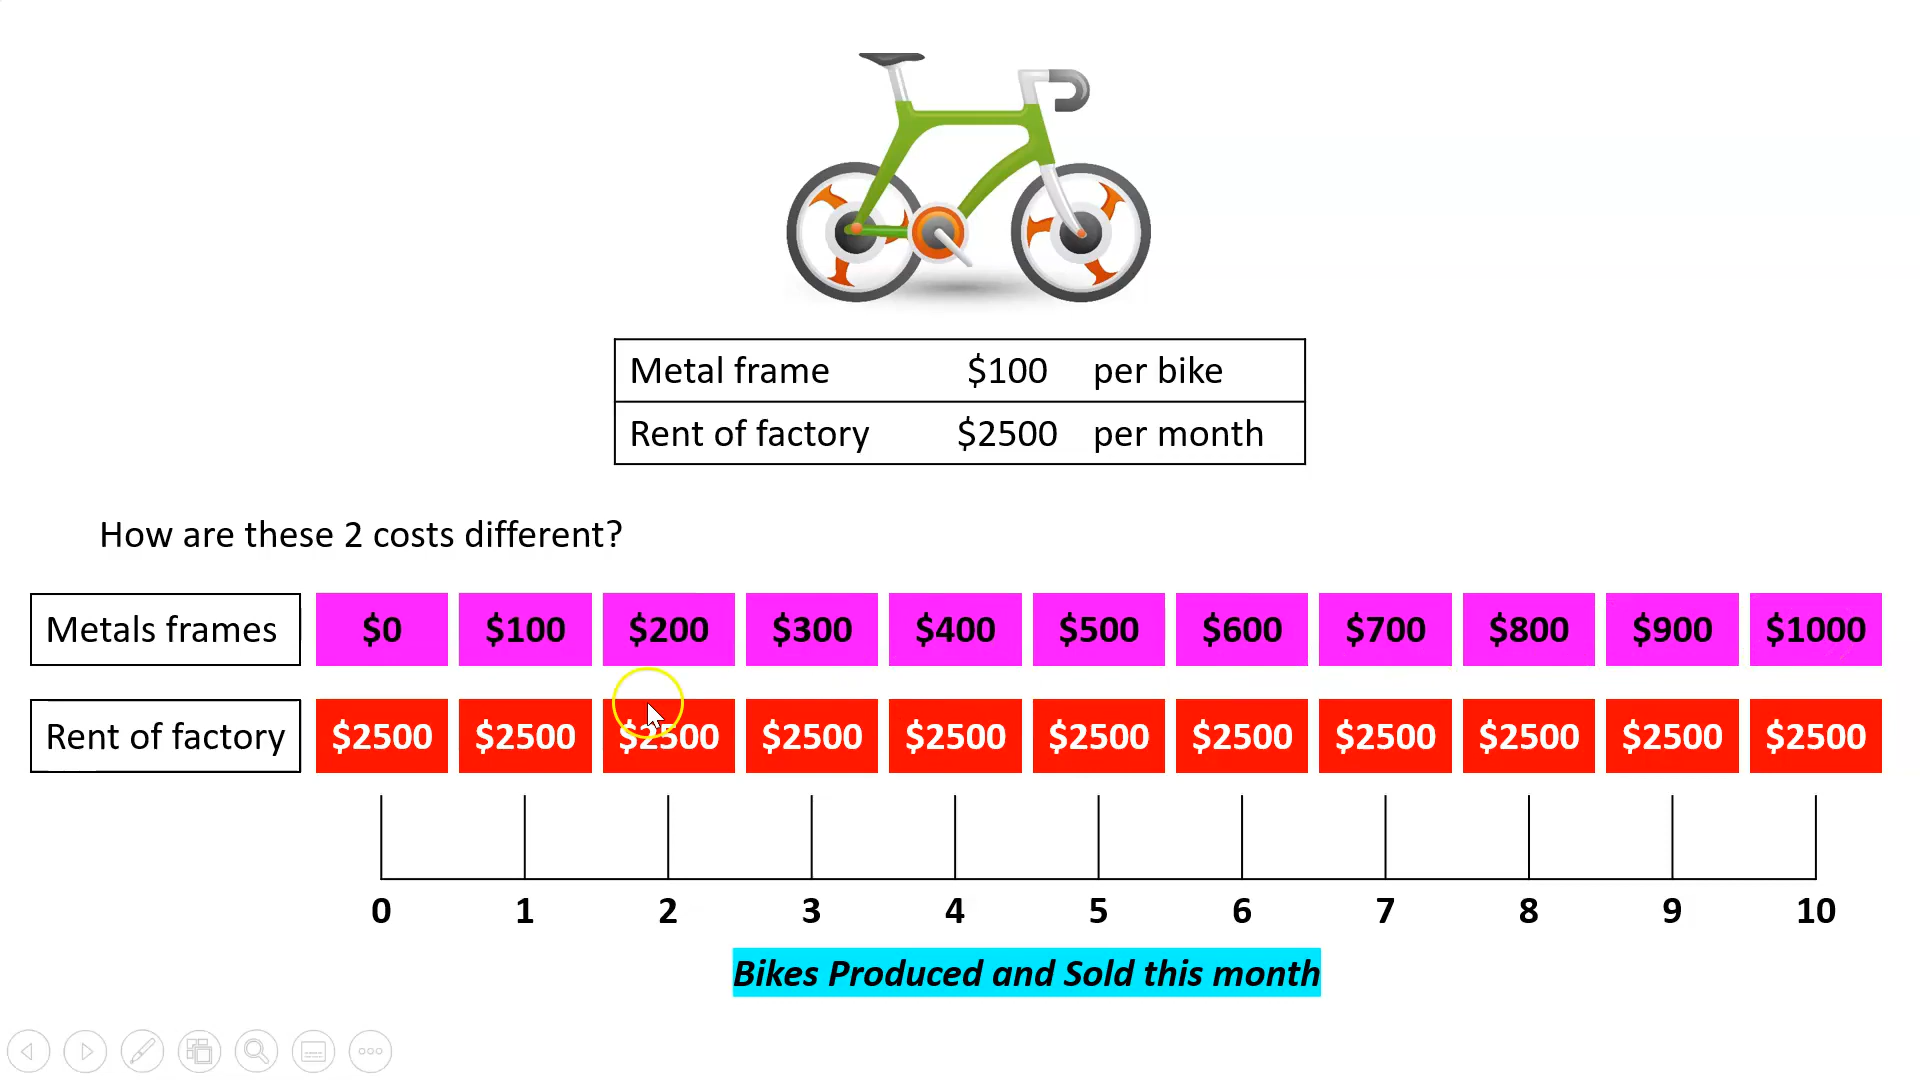 Metal frame $100 per bike
Rent of factory $2500 per month
How are these 2 costs different?
Metals frames $0 $100 $200 $300 $400 $500 $600 $700 $800 $900 $1000
Rent of factory $2500 $2500 $2500 $2500 $2500 $2500 $2500 $2500 $2500 $2500 $2500
0 1 2 3 4 5 6 7 8 9 10
Bikes Produced and Sold this month